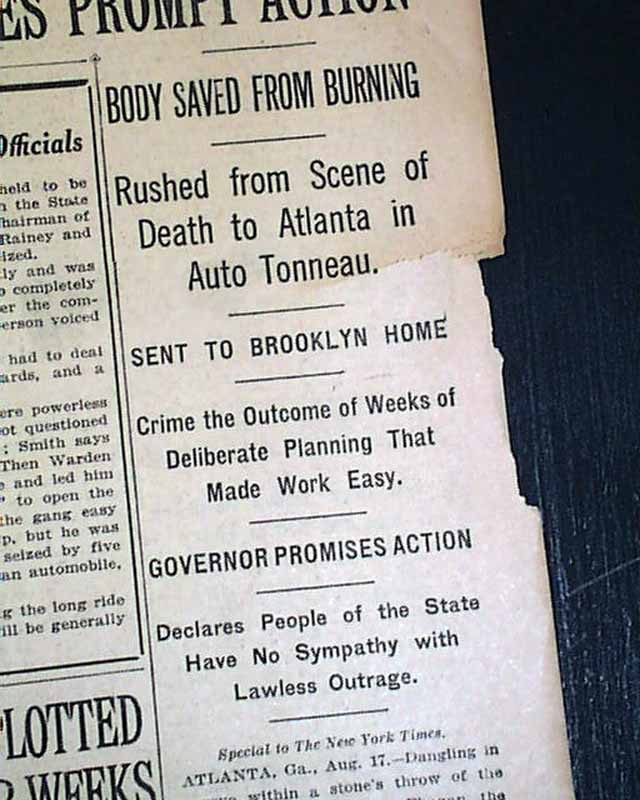 ES PROMPT ACTION
Officials
held to be
n the State
hairman of
Rainey and
ized.
ly and was
completely
er the com-
erson voiced
had to deal
ards, and a
ere powerless
ot questioned
; Smith says
Then Warden
e and led him
" to open the
the gang easy
p, but he was
seized by five
an automobile,
g the long ride
ill be generally
LOTTED
WEEKS
BODY SAVED FROM BURNING
Rushed from Scene of
Death to Atlanta in
Auto Tonneau.
SENT TO BROOKLYN HOME
Crime the Outcome of Weeks of
Deliberate Planning That
Made Work Easy.
GOVERNOR PROMISES ACTION
Declares People of the State
Have No Sympathy with
Lawless Outrage.
Special to The New York Times.
ATLANTA, Ga., Aug. 17.—Dangling in
within a stone's throw of the
the